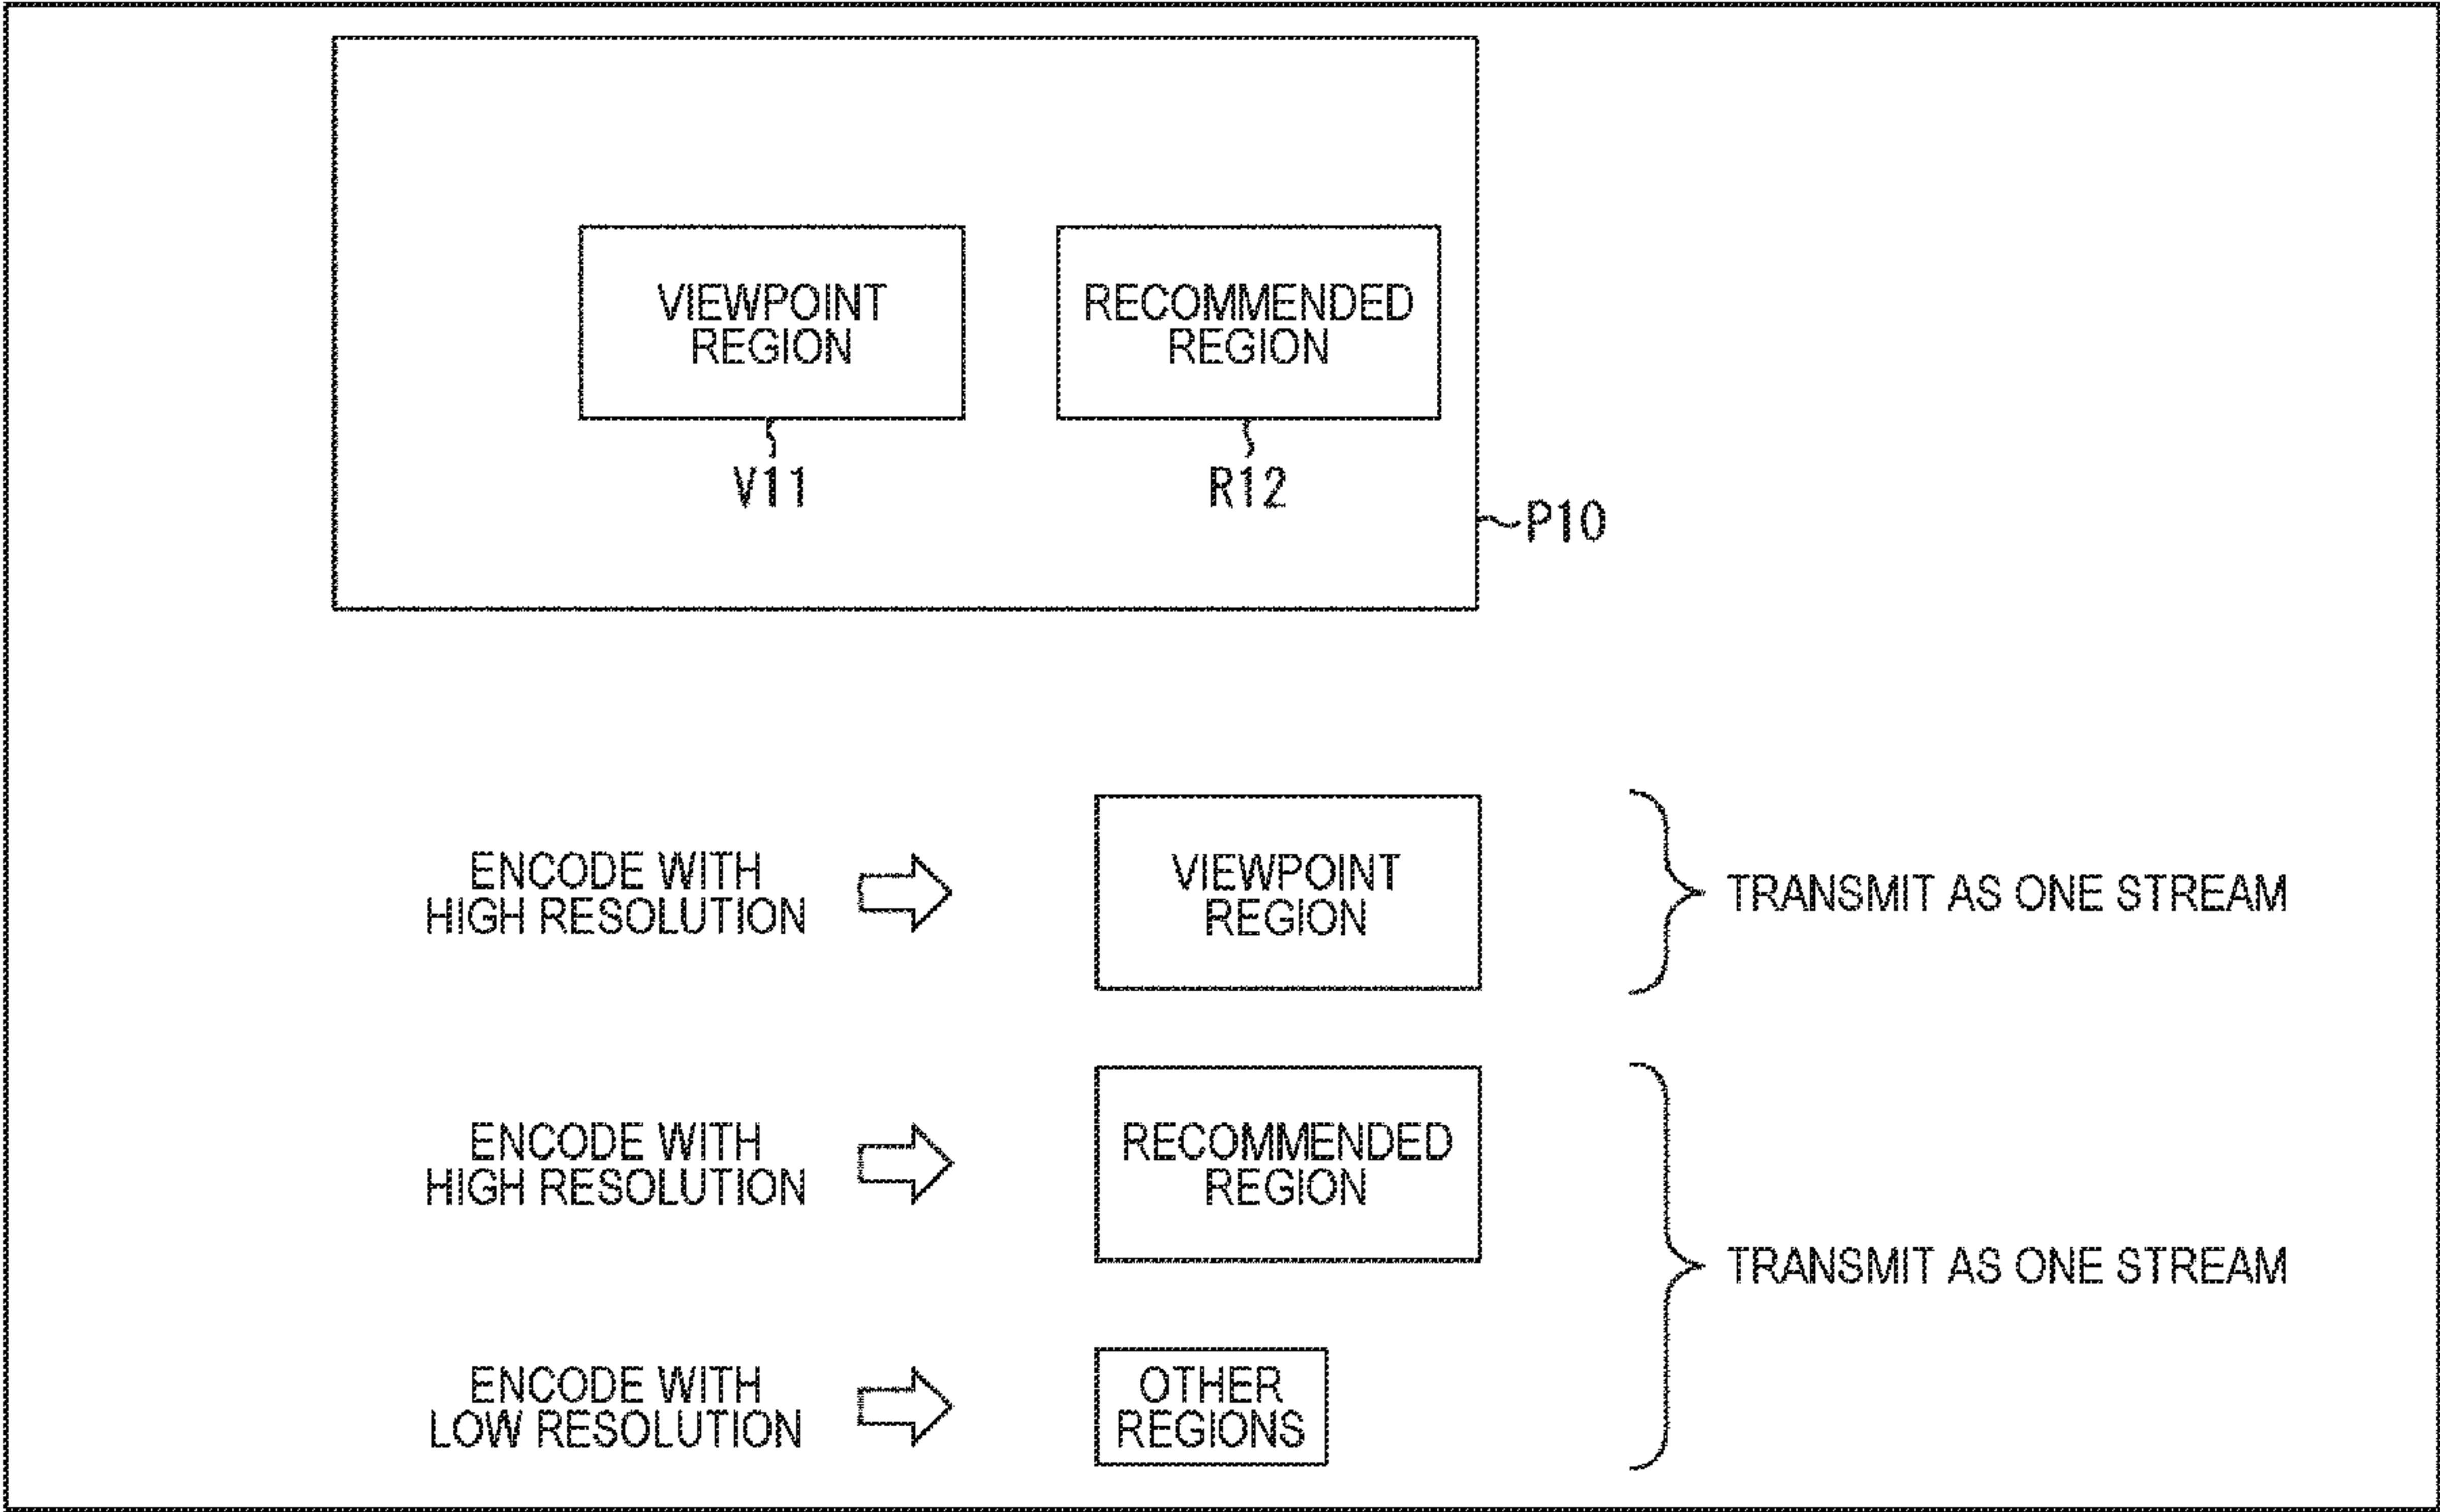 VIEWPOINT
REGION
RECOMMENDED
REGION
V11
R12
P10
ENCODE WITH
HIGH RESOLUTION
VIEWPOINT
REGION
TRANSMIT AS ONE STREAM
ENCODE WITH
HIGH RESOLUTION
RECOMMENDED
REGION
TRANSMIT AS ONE STREAM
ENCODE WITH
LOW RESOLUTION
OTHER
REGIONS